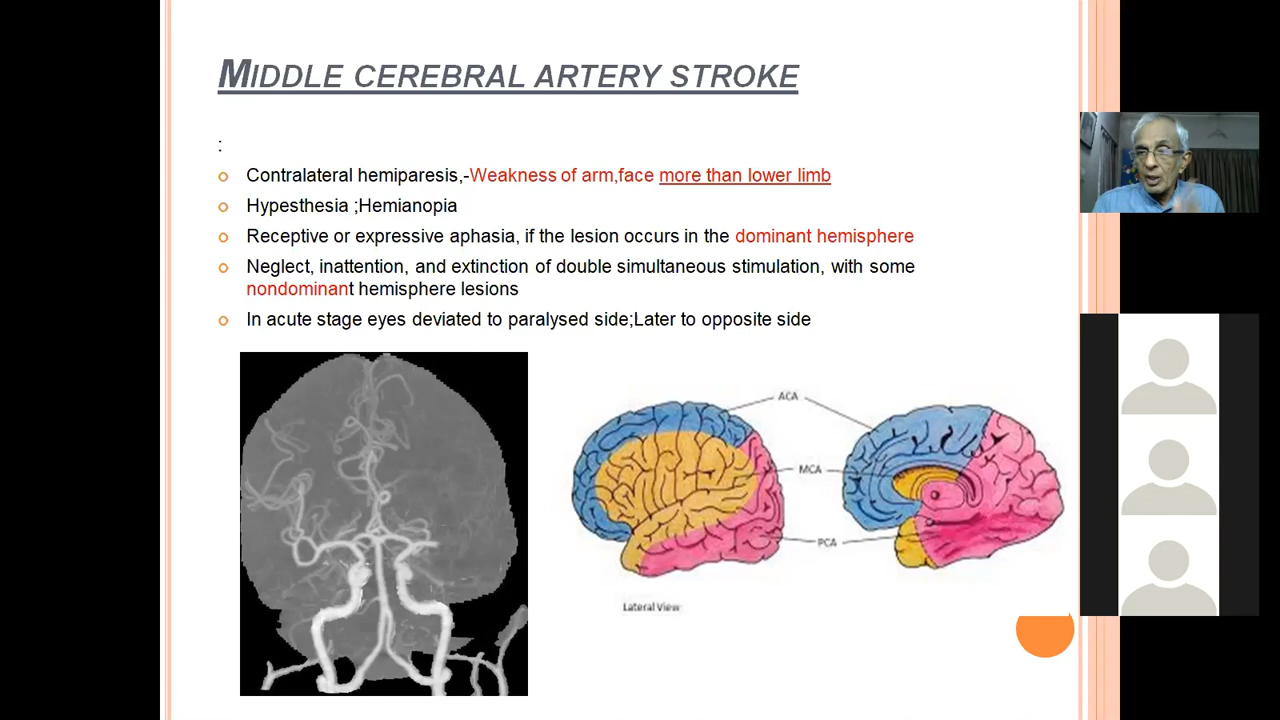 MIDDLE CEREBRAL ARTERY STROKE
:
Contralateral hemiparesis,-Weakness of arm,face more than lower limb
Hypesthesia ;Hemianopia
Receptive or expressive aphasia, if the lesion occurs in the dominant hemisphere
Neglect, inattention, and extinction of double simultaneous stimulation, with some
nondominant hemisphere lesions
In acute stage eyes deviated to paralysed side;Later to opposite side
ACA
MCA
PCA
Lateral View